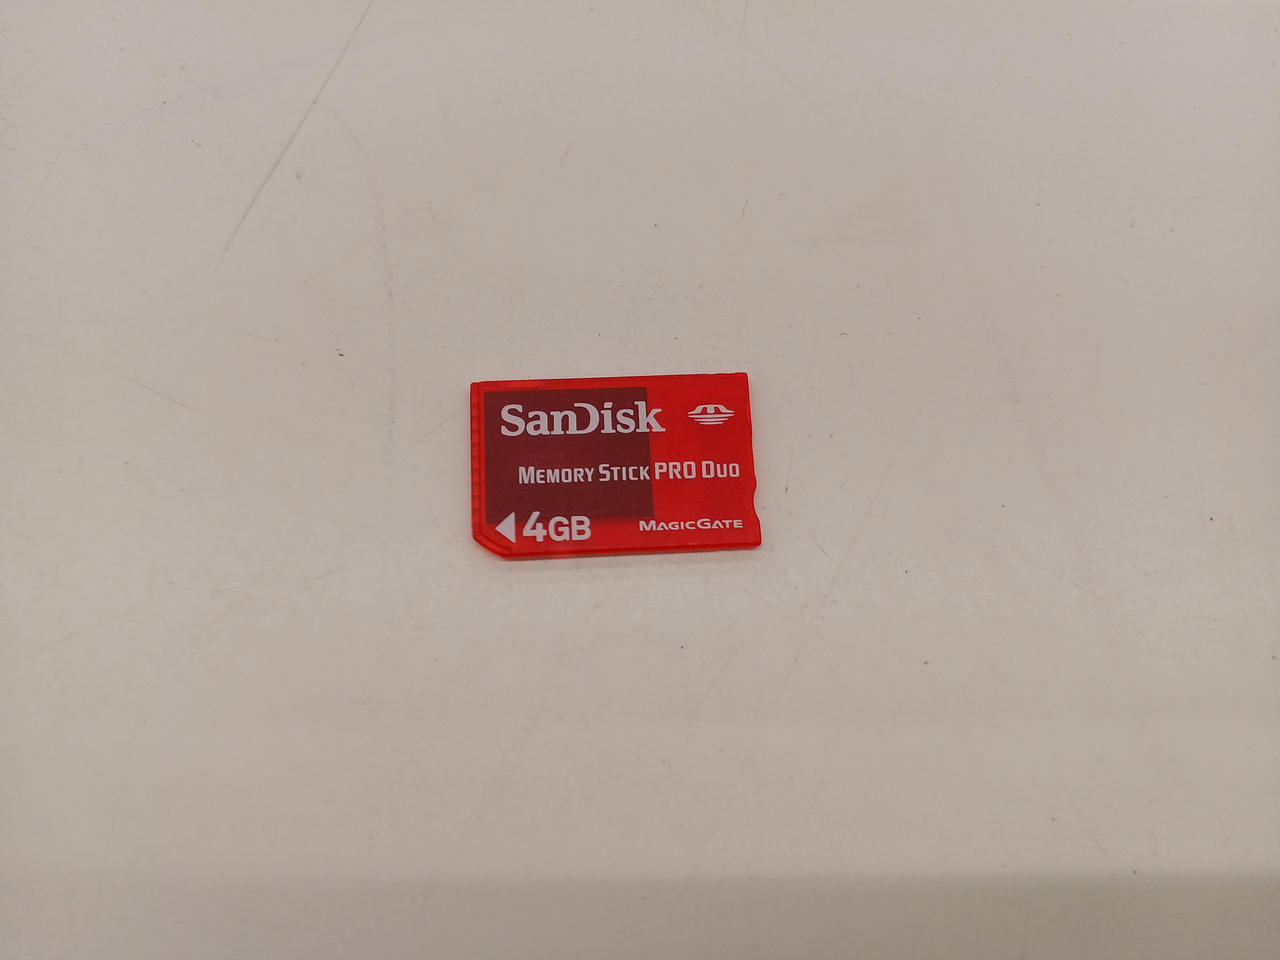 SanDisk
MEMORY STICK PRO DUO
4GB MAGICGATE